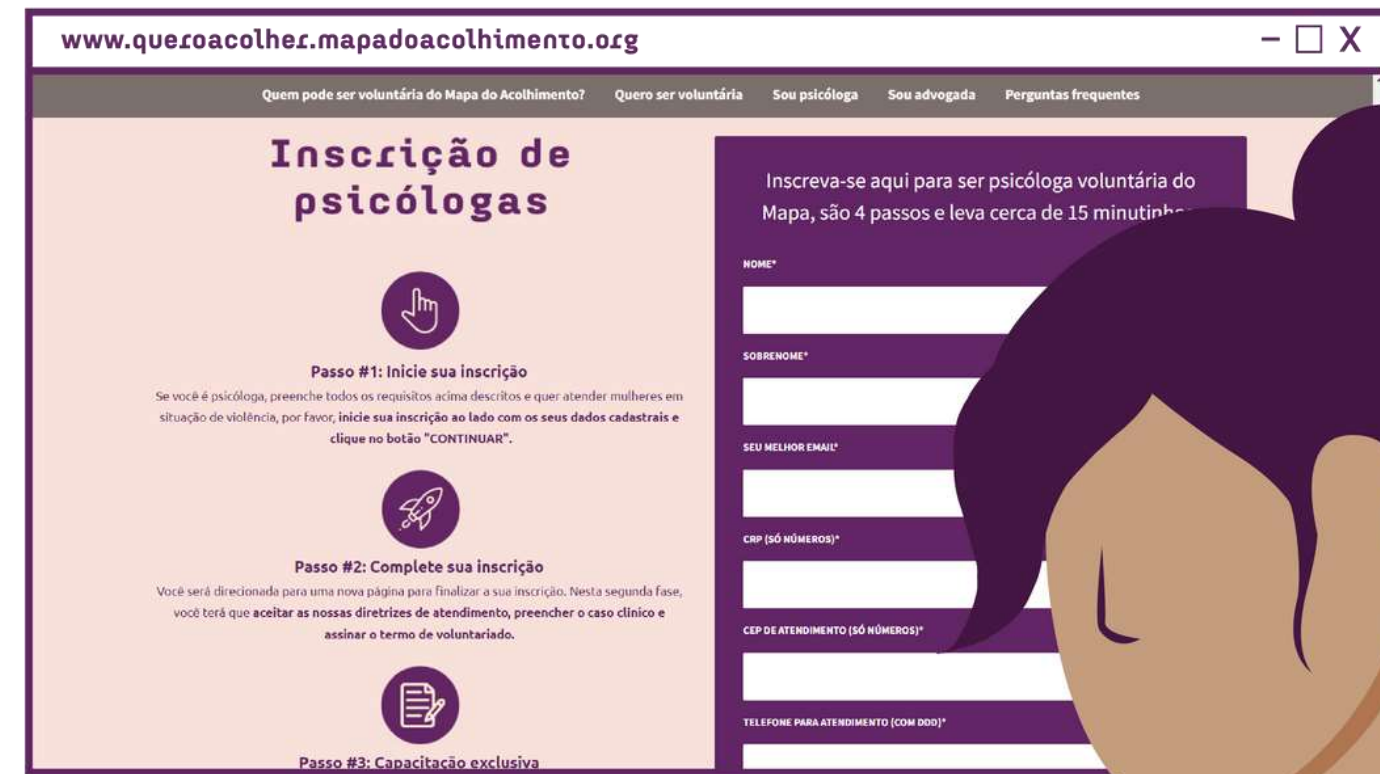 www.queroacolher.mapadoacolhimento.org
Quem pode ser voluntária do Mapa do Acolhimento? Quero ser voluntária Sou psicóloga Sou advogada Perguntas frequentes
Inscrição de
psicólogas
Passo #1: Inicie sua inscrição
Se você é psicóloga, preenche todos os requisitos acima descritos e quer atender mulheres em
situação de violência, por favor, inicie sua inscrição ao lado com os seus dados cadastrais e
clique no botão "CONTINUAR".
Passo #2: Complete sua inscrição
Você será direcionada para uma nova página para finalizar a sua inscrição. Nesta segunda fase,
você terá que aceitar as nossas diretrizes de atendimento, preencher o caso clínico e
assinar o termo de voluntariado.
Passo #3: Capacitação exclusiva
Inscreva-se aqui para ser psicóloga voluntária do
Mapa, são 4 passos e leva cerca de 15
NOME*
SOBRENOME*
SEU MELHOR EMAIL*
CRP (SÓ NÚMEROS)*
CEP DE ATENDIMENTO (SÓ NÚMEROS)*
TELEFONE PARA ATENDIMENTO (COM DDD)*